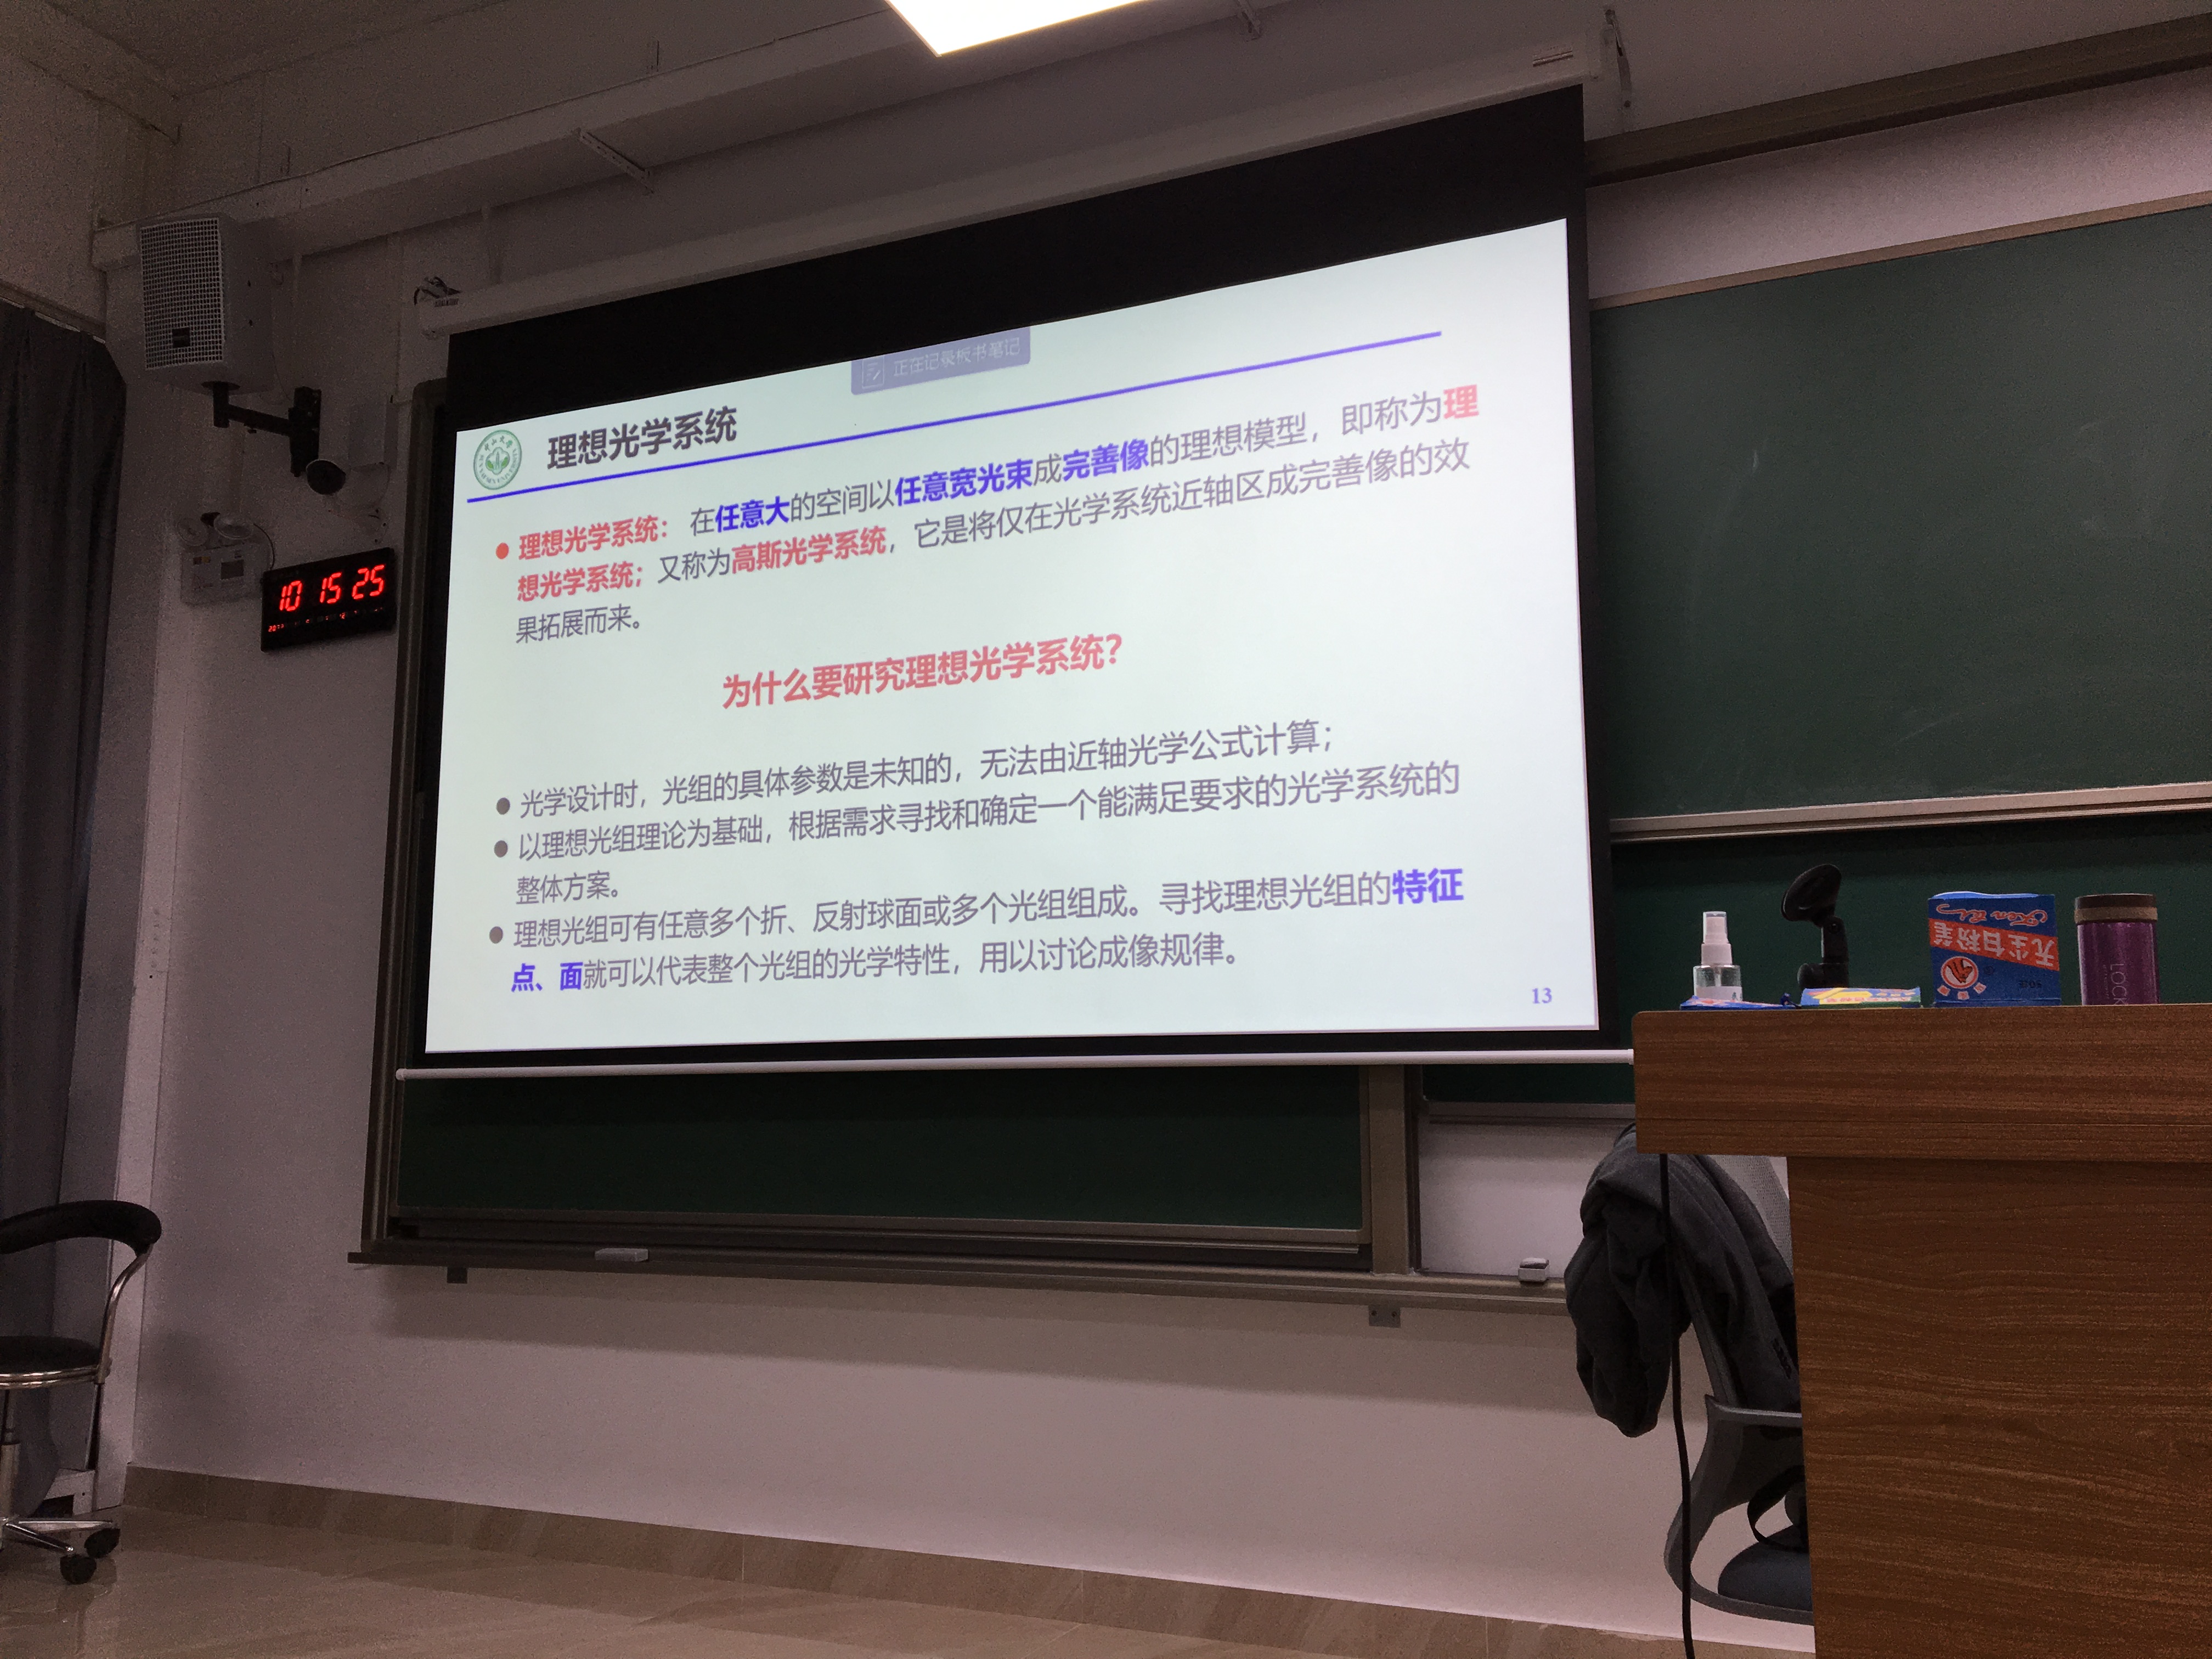 正在记录板书笔记
理想光学系统
理想光学系统： 在任意大的空间以任意宽光束成完善像的理想模型，即称为理
想光学系统；又称为高斯光学系统，它是将仅在光学系统近轴区成完善像的效
果拓展而来。
为什么要研究理想光学系统？
光学设计时，光组的具体参数是未知的，无法由近轴光学公式计算；
以理想光组理论为基础，根据需求寻找和确定一个能满足要求的光学系统的
整体方案。
理想光组可有任意多个折、反射球面或多个光组组成。寻找理想光组的特征
点、面就可以代表整个光组的光学特性，用以讨论成像规律。
13
10 15 25
无尘白粉笔
LOCK